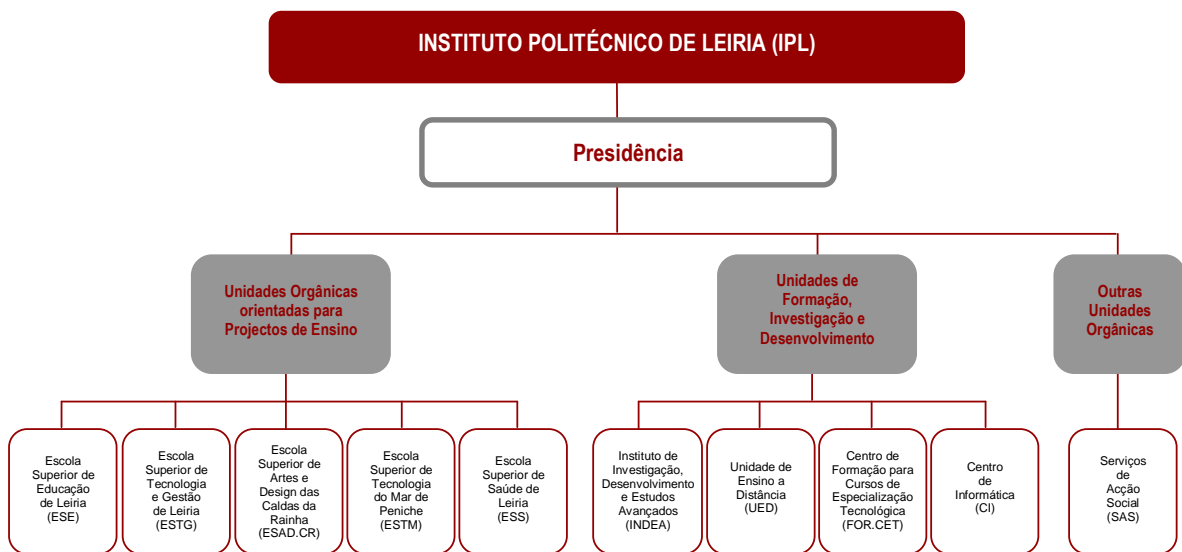 INSTITUTO POLITÉCNICO DE LEIRIA (IPL)
Presidência
Unidades Orgânicas
orientadas para
Projectos de Ensino
Unidades de
Formação,
Investigação e
Desenvolvimento
Outras
Unidades
Orgânicas
Escola
Superior de
Educação
de Leiria
(ESE)
Escola
Superior de
Tecnologia
e Gestão
de Leiria
(ESTG)
Escola
Superior de
Artes e
Design das
Caldas da
Rainha
(ESAD.CR)
Escola
Superior de
Tecnologia
do Mar de
Peniche
(ESTM)
Escola
Superior de
Saúde de
Leiria
(ESS)
Instituto de
Investigação,
Desenvolvimento
e Estudos
Avançados
(INDEA)
Unidade de
Ensino a
Distância
(UED)
Centro de
Formação para
Cursos de
Especialização
Tecnológica
(FOR.CET)
Centro
de
Informática
(CI)
Serviços
de
Acção
Social
(SAS)